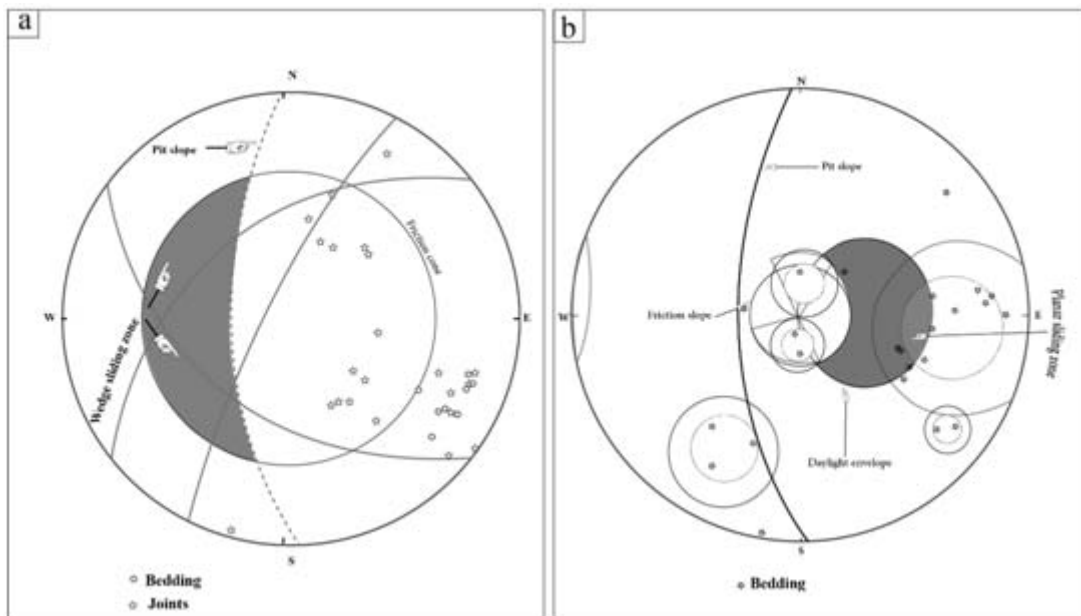 a
N
Pit slope
Friction cone
W
E
Wedge sliding zone
S
Bedding
Joints
b
N
Pit slope
Friction slope
W
E
Planar sliding zone
Daylight envelope
S
Bedding